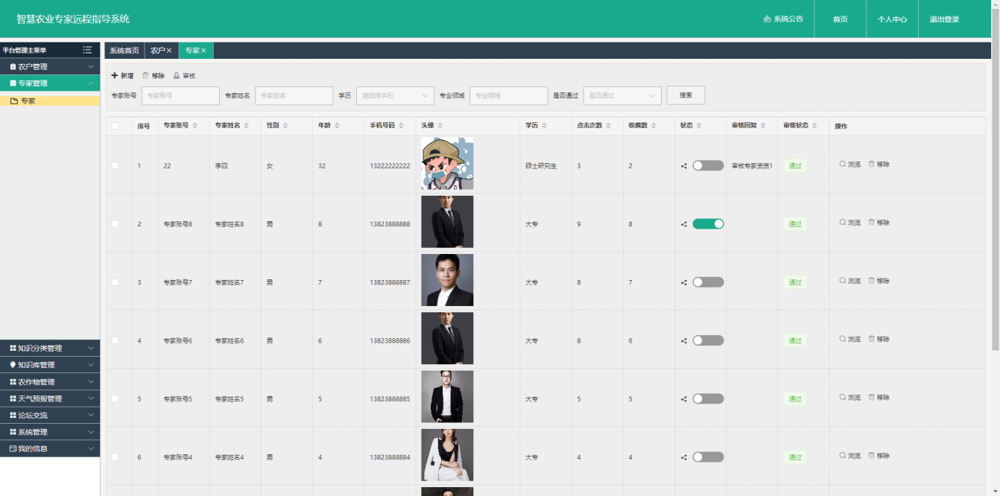 智慧农业专家远程指导系统
系统公告 首页 个人中心 退出登录
平台管理主菜单
农户管理
专家管理
专家
知识分类管理
知识库管理
农作物管理
天气预报管理
论坛交流
系统管理
我的信息
系统首页 农户 专家
新增 移除 审核
专家账号 专家账号 专家姓名 专家姓名 学历 请选择学历 专业领域 专业领域 是否通过 是否通过 搜索
序号 专家账号 专家姓名 性别 年龄 手机号码 头像 学历 点击次数 收藏数 状态 审核回复 审核状态 操作
1 22 李四 女 32 13222222222 硕士研究生 3 2 审核专家资质1 通过 浏览 移除
2 专家账号8 专家姓名8 男 8 13823888888 大专 9 8 通过 浏览 移除
3 专家账号7 专家姓名7 男 7 13823888887 大专 8 7 通过 浏览 移除
4 专家账号6 专家姓名6 男 6 13823888886 大专 8 6 通过 浏览 移除
5 专家账号5 专家姓名5 男 5 13823888885 大专 5 5 通过 浏览 移除
6 专家账号4 专家姓名4 男 4 13823888884 大专 4 4 通过 浏览 移除